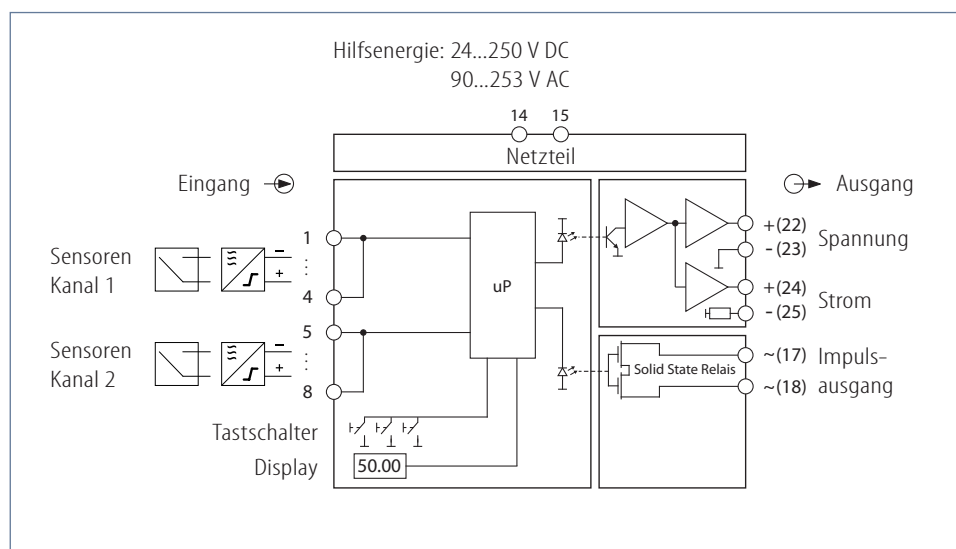 Hilfsenergie: 24...250 V DC
90...253 V AC
14 15
Netzteil
Eingang
Ausgang
Sensoren
Kanal 1
1
4
Sensoren
Kanal 2
5
8
uP
+(22)
-(23)
Spannung
+(24)
-(25)
Strom
Solid State Relais
~(17)
~(18)
Impuls–
ausgang
Tastschalter
Display
50.00